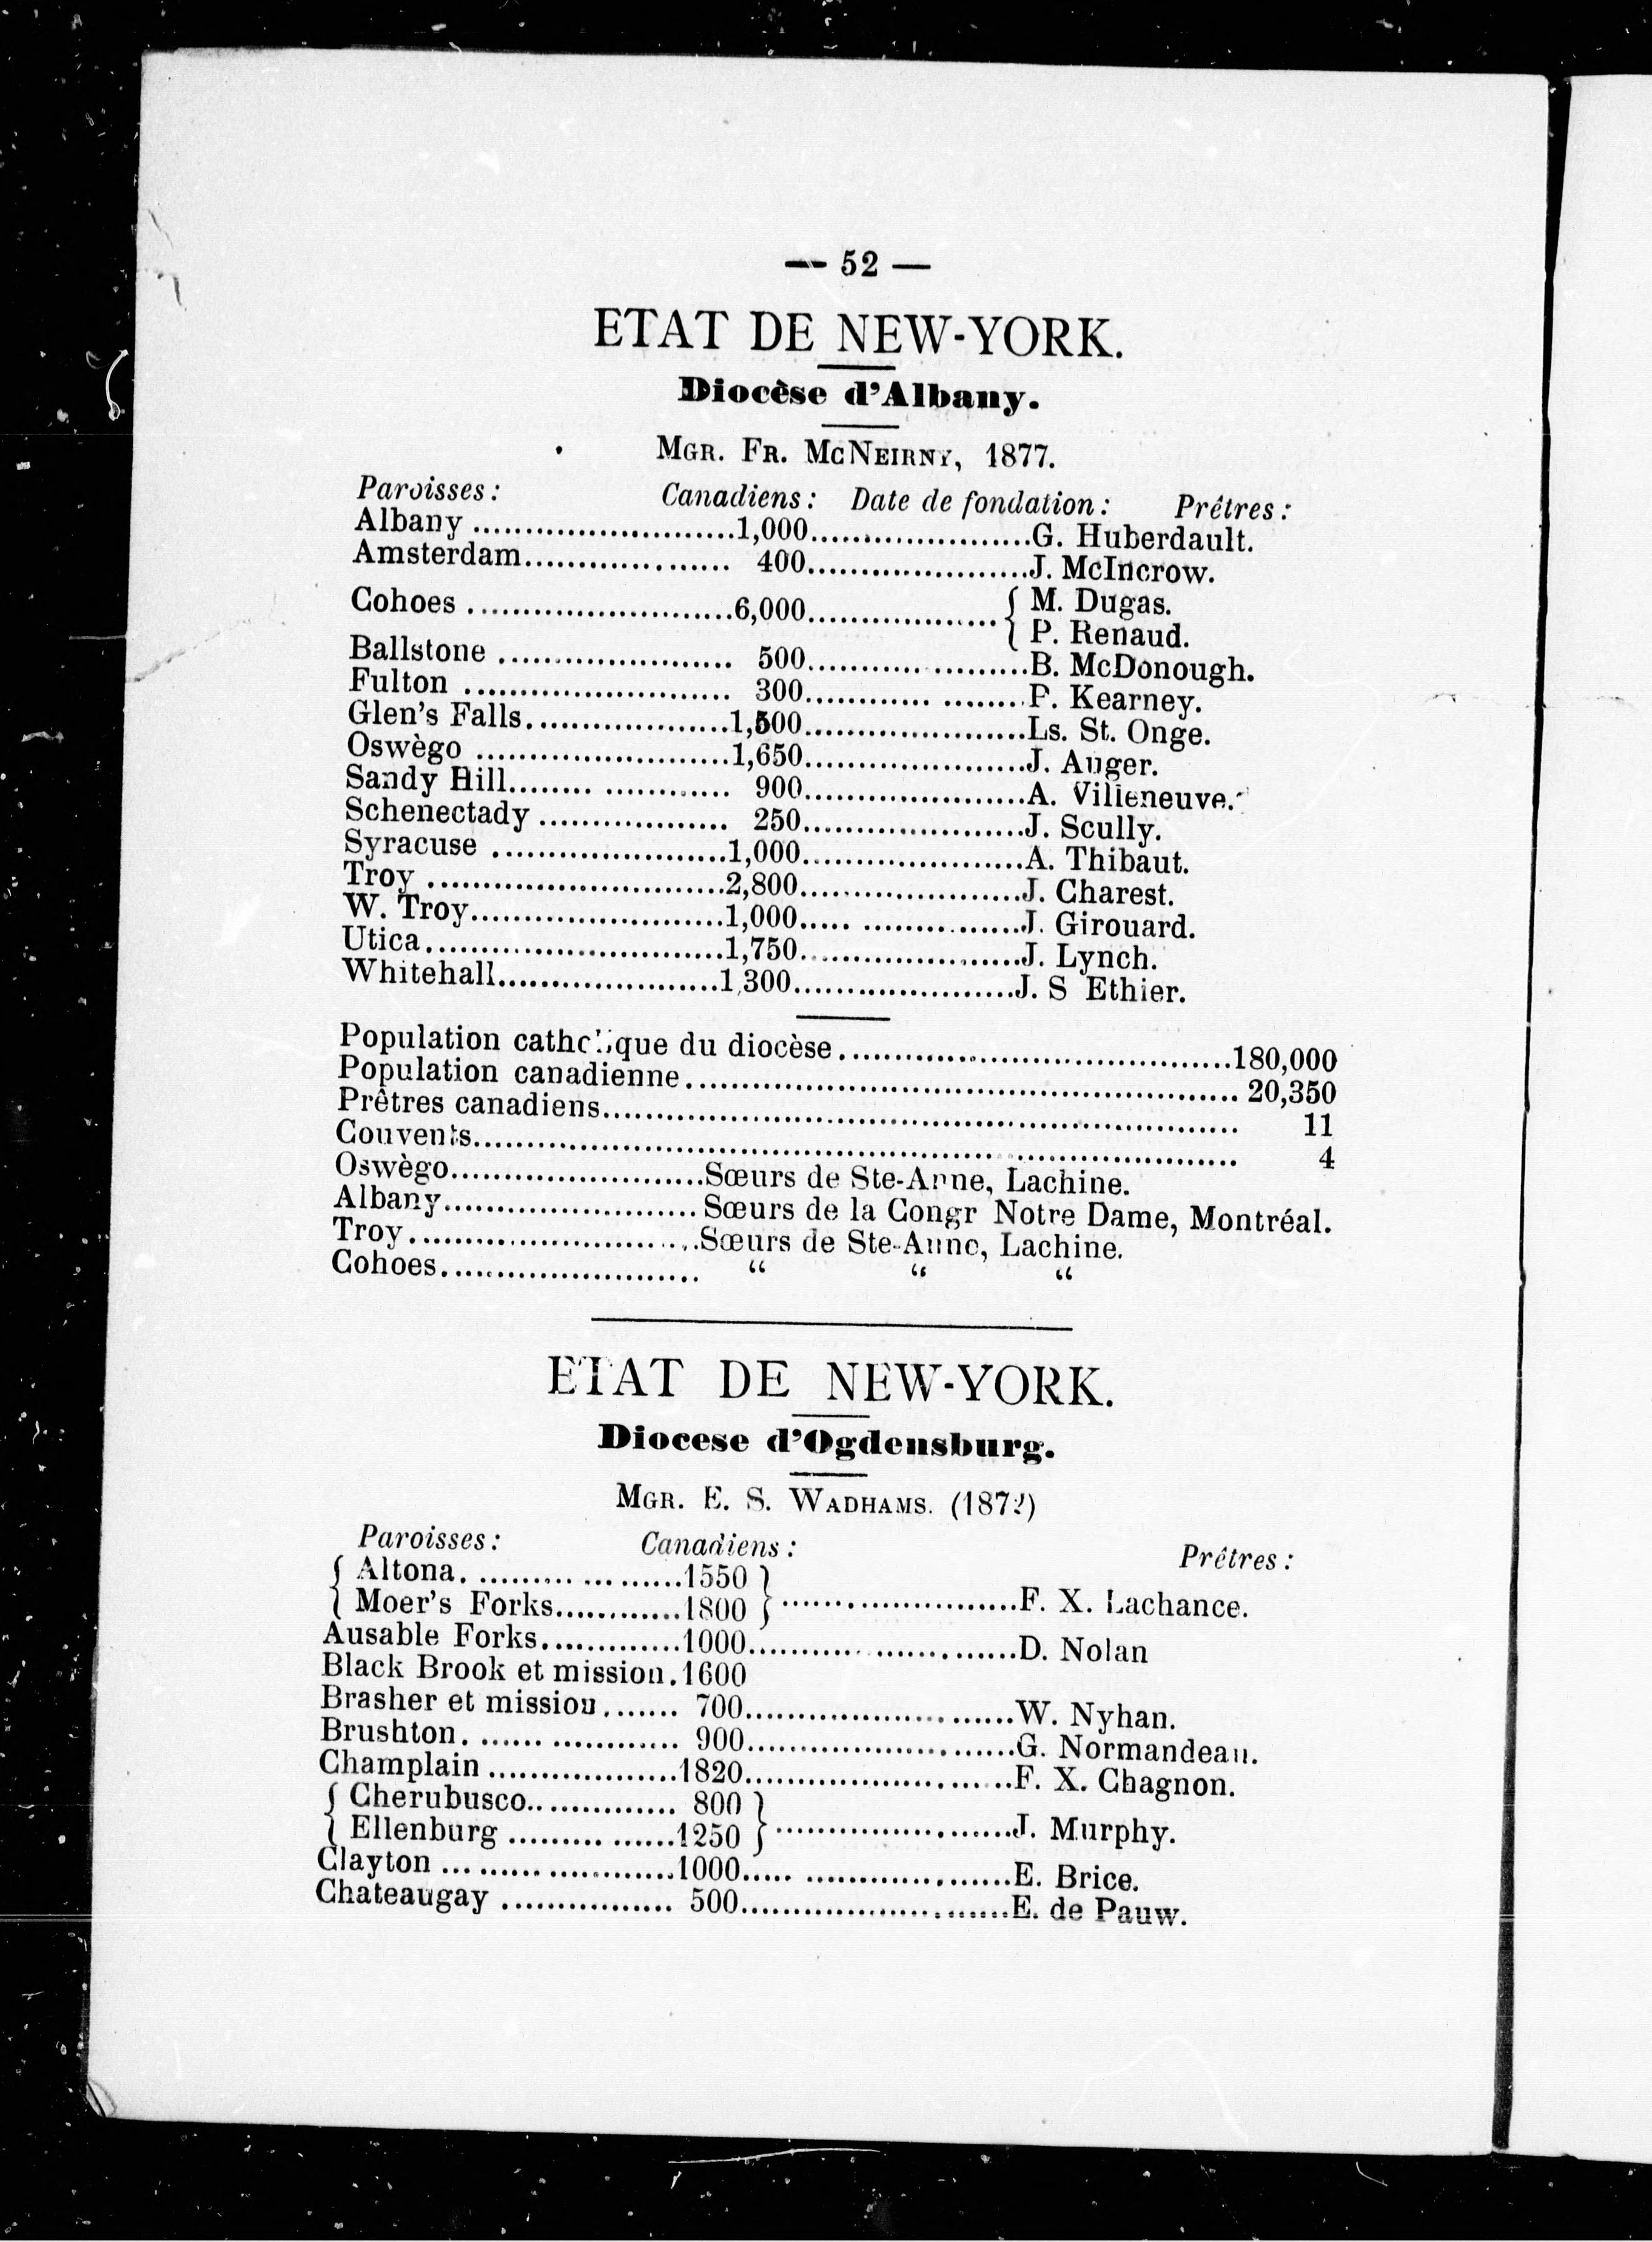 — 52 —
ETAT DE NEW-YORK.
Diocèse d'Albany.
MGR. FR. MCNEIRNY, 1877.
Paroisses: Canadiens: Date de fondation: Prêtres:
Albany ..........................1,000......................G. Huberdault.
Amsterdam.................... 400......................J. McIncrow.
Cohoes ..........................6,000................... { M. Dugas.
{ P. Renaud.
Ballstone ....................... 500......................B. McDonough.
Fulton .......................... 300......................P. Kearney.
Glen's Falls....................1,500......................Ls. St. Onge.
Oswègo .........................1,650......................J. Auger.
Sandy Hill..................... 900......................A. Villeneuve.
Schenectady ................... 250......................J. Scully.
Syracuse .......................1,000......................A. Thibaut.
Troy .............................2,800......................J. Charest.
W. Troy.........................1,000......................J. Girouard.
Utica.............................1,750......................J. Lynch.
Whitehall......................1,300......................J. S Ethier.
Population catholique du diocèse.......................................180,000
Population canadienne....................................................... 20,350
Prêtres canadiens............................................................... 11
Couvents............................................................................ 4
Oswègo.........................Sœurs de Ste-Anne, Lachine.
Albany.........................Sœurs de la Congr Notre Dame, Montréal.
Troy.............................Sœurs de Ste-Anne, Lachine.
Cohoes.......................... “ “ “
ETAT DE NEW-YORK.
Diocese d'Ogdensburg.
MGR. E. S. WADHAMS. (1872)
Paroisses: Canadiens: Prêtres:
{ Altona. .....................1550 }
{ Moer's Forks.............1800 } ........................F. X. Lachance.
Ausable Forks..............1000..........................D. Nolan
Black Brook et mission.1600
Brasher et mission....... 700..........................W. Nyhan.
Brushton. .................... 900..........................G. Normandeau.
Champlain ...................1820..........................F. X. Chagnon.
{ Cherubusco............... 800 }
{ Ellenburg ................1250 } ........................J. Murphy.
Clayton .......................1000..........................E. Brice.
Chateaugay ................. 500..........................E. de Pauw.